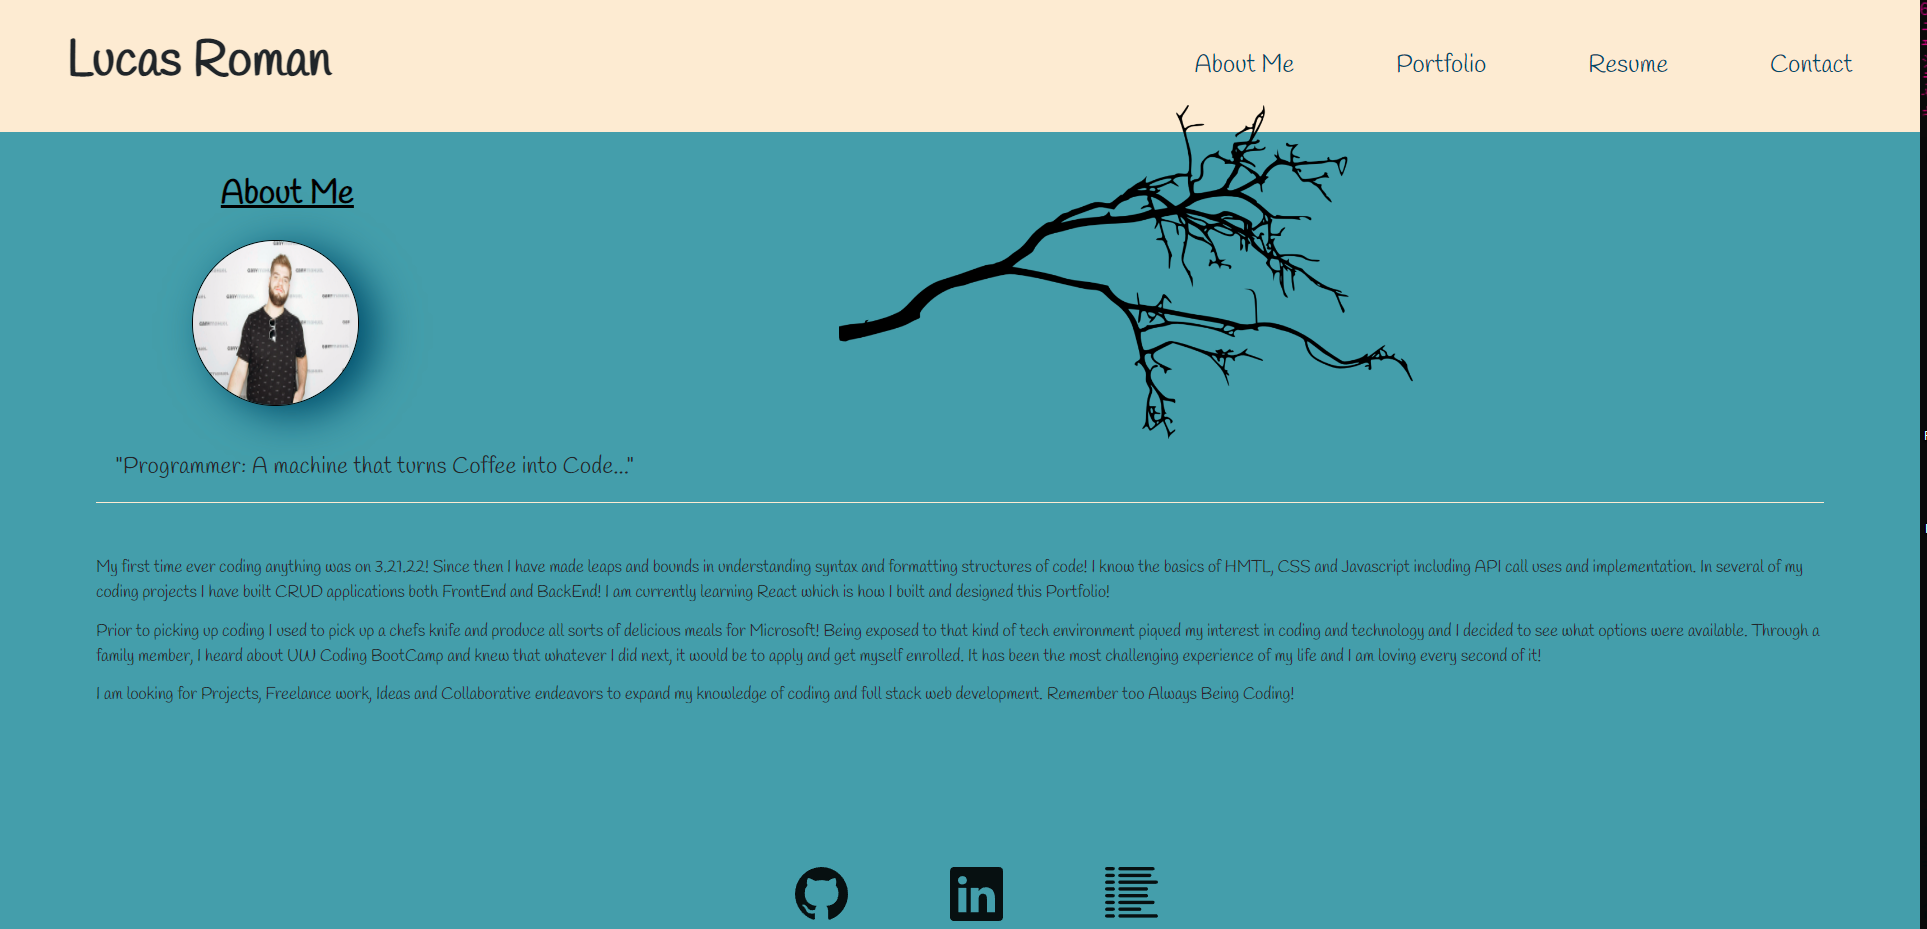 Lucas Roman
About Me
Portfolio
Resume
Contact
About Me
"Programmer: A machine that turns Coffee into Code..."
My first time ever coding anything was on 3.21.22! Since then I have made leaps and bounds in understanding syntax and formatting structures of code! I know the basics of HMTL, CSS and Javascript including API call uses and implementation. In several of my
coding projects I have built CRUD applications both FrontEnd and BackEnd! I am currently learning React which is how I built and designed this Portfolio!
Prior to picking up coding I used to pick up a chefs knife and produce all sorts of delicious meals for Microsoft! Being exposed to that kind of tech environment piqued my interest in coding and technology and I decided to see what options were available. Through a
family member, I heard about UW Coding BootCamp and knew that whatever I did next, it would be to apply and get myself enrolled. It has been the most challenging experience of my life and I am loving every second of it!
I am looking for Projects, Freelance work, Ideas and Collaborative endeavors to expand my knowledge of coding and full stack web development. Remember too Always Being Coding!
in